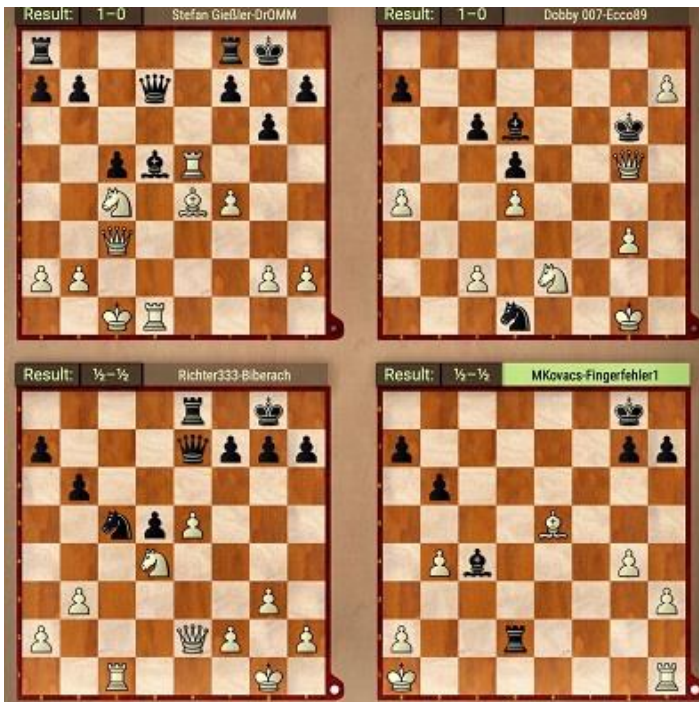 Result: 1–0 Stefan Gießler-DrOMM
Result: 1–0 Dobby 007-Ecco89
Result: ½–½ Richter333-Biberach
Result: ½–½ MKovacs-Fingerfehler1